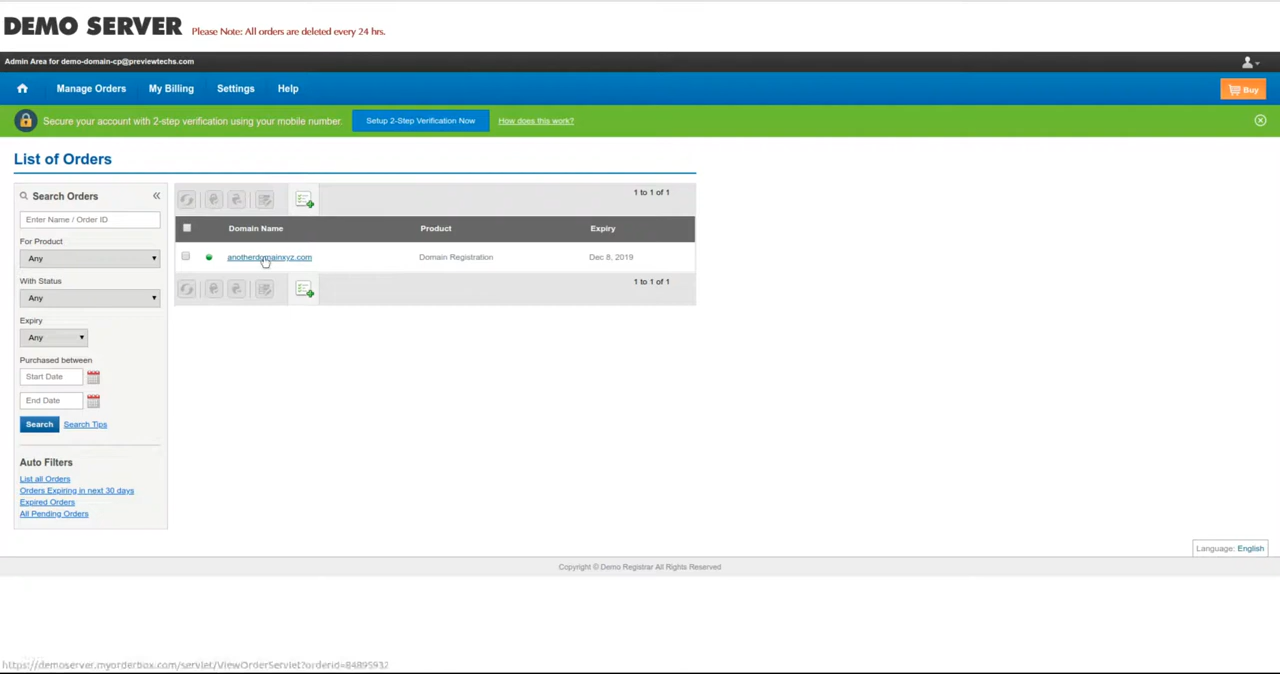 DEMO SERVER Please Note: All orders are deleted every 24 hrs.
Admin Area for demo-domain-cp@previewtechs.com
Manage Orders My Billing Settings Help Buy
Secure your account with 2-step verification using your mobile number. Setup 2-Step Verification Now How does this work?
List of Orders
Search Orders «
Enter Name / Order ID
For Product
Any
With Status
Any
Expiry
Any
Purchased between
Start Date
End Date
Search Search Tips
Auto Filters
List all Orders
Orders Expiring in next 30 days
Expired Orders
All Pending Orders
1 to 1 of 1
Domain Name Product Expiry
anotherdomainxyz.com Domain Registration Dec 8, 2019
1 to 1 of 1
Language: English
Copyright © Demo Registrar All Rights Reserved
https://demoserver.myorderbox.com/servlet/ViewOrderServlet?orderid=84895932